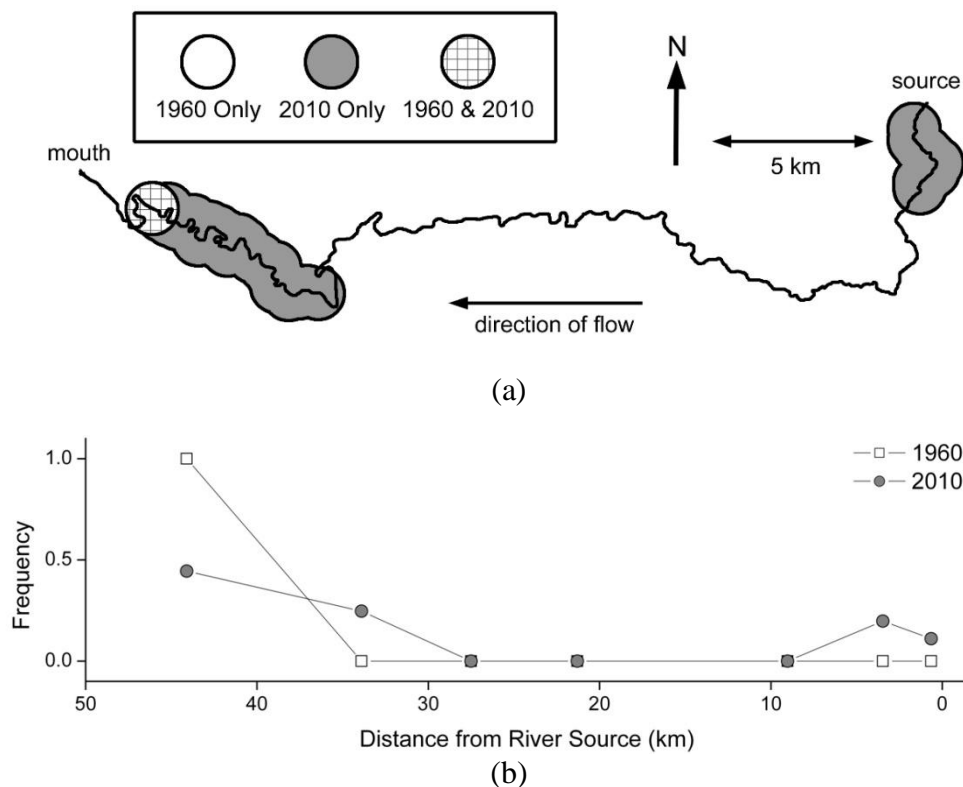 1960 Only 2010 Only 1960 & 2010
N
source
5 km
mouth
direction of flow
(a)
1960
2010
1.0
0.5
0.0
Frequency
50 40 30 20 10 0
Distance from River Source (km)
(b)